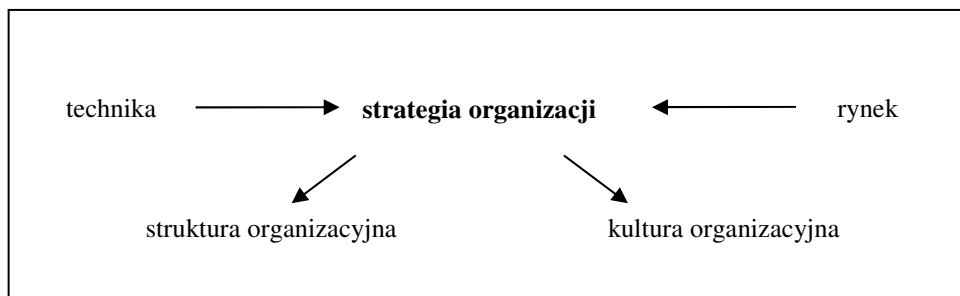 technika strategia organizacji rynek
struktura organizacyjna kultura organizacyjna